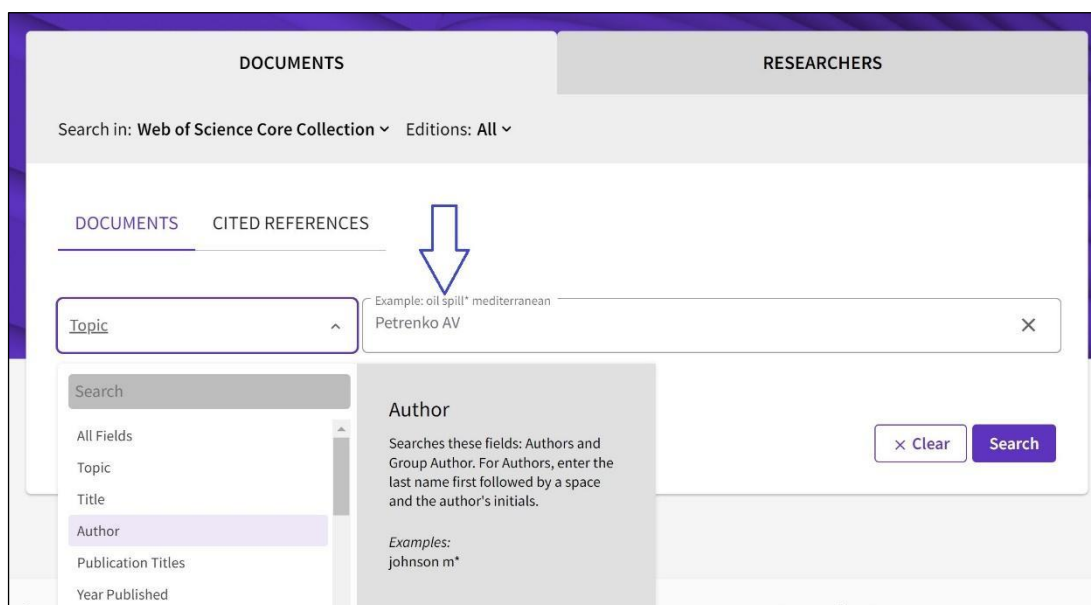 DOCUMENTS
RESEARCHERS
Search in: Web of Science Core Collection Editions: All
DOCUMENTS CITED REFERENCES
Topic
Example: oil spill* mediterranean
Petrenko AV
Search
All Fields
Topic
Title
Author
Publication Titles
Year Published
Author
Searches these fields: Authors and
Group Author. For Authors, enter the
last name first followed by a space
and the author's initials.
Examples:
johnson m*
× Clear
Search